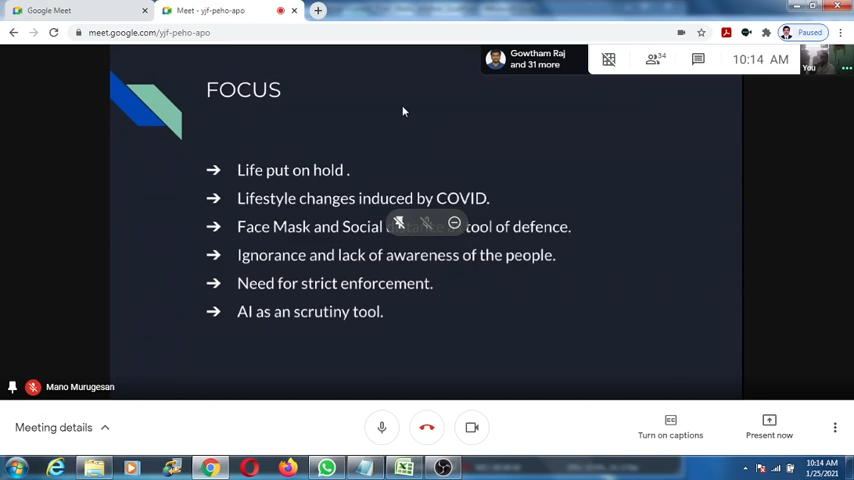 Google Meet
Meet - yjf-peho-apo
meet.google.com/yjf-peho-apo
Paused
Gowtham Raj
and 31 more
34
10:14 AM
You
FOCUS
Life put on hold .
Lifestyle changes induced by COVID.
Face Mask and Social tool of defence.
Ignorance and lack of awareness of the people.
Need for strict enforcement.
AI as an scrutiny tool.
Mano Murugesan
Meeting details
Turn on captions
Present now
10:14 AM
1/25/2021